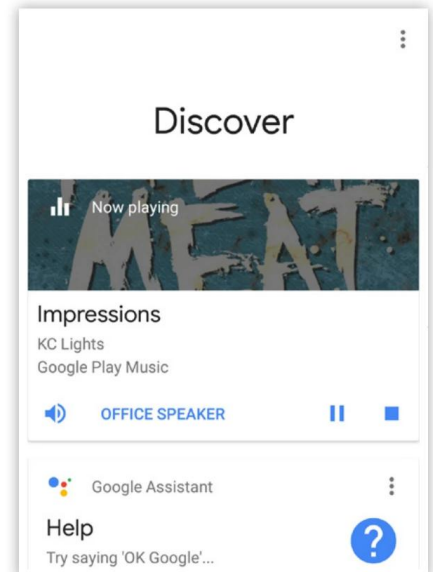 Discover
Now playing
MEAT
Impressions
KC Lights
Google Play Music
OFFICE SPEAKER
Google Assistant
Help
?
Try saying 'OK Google'...